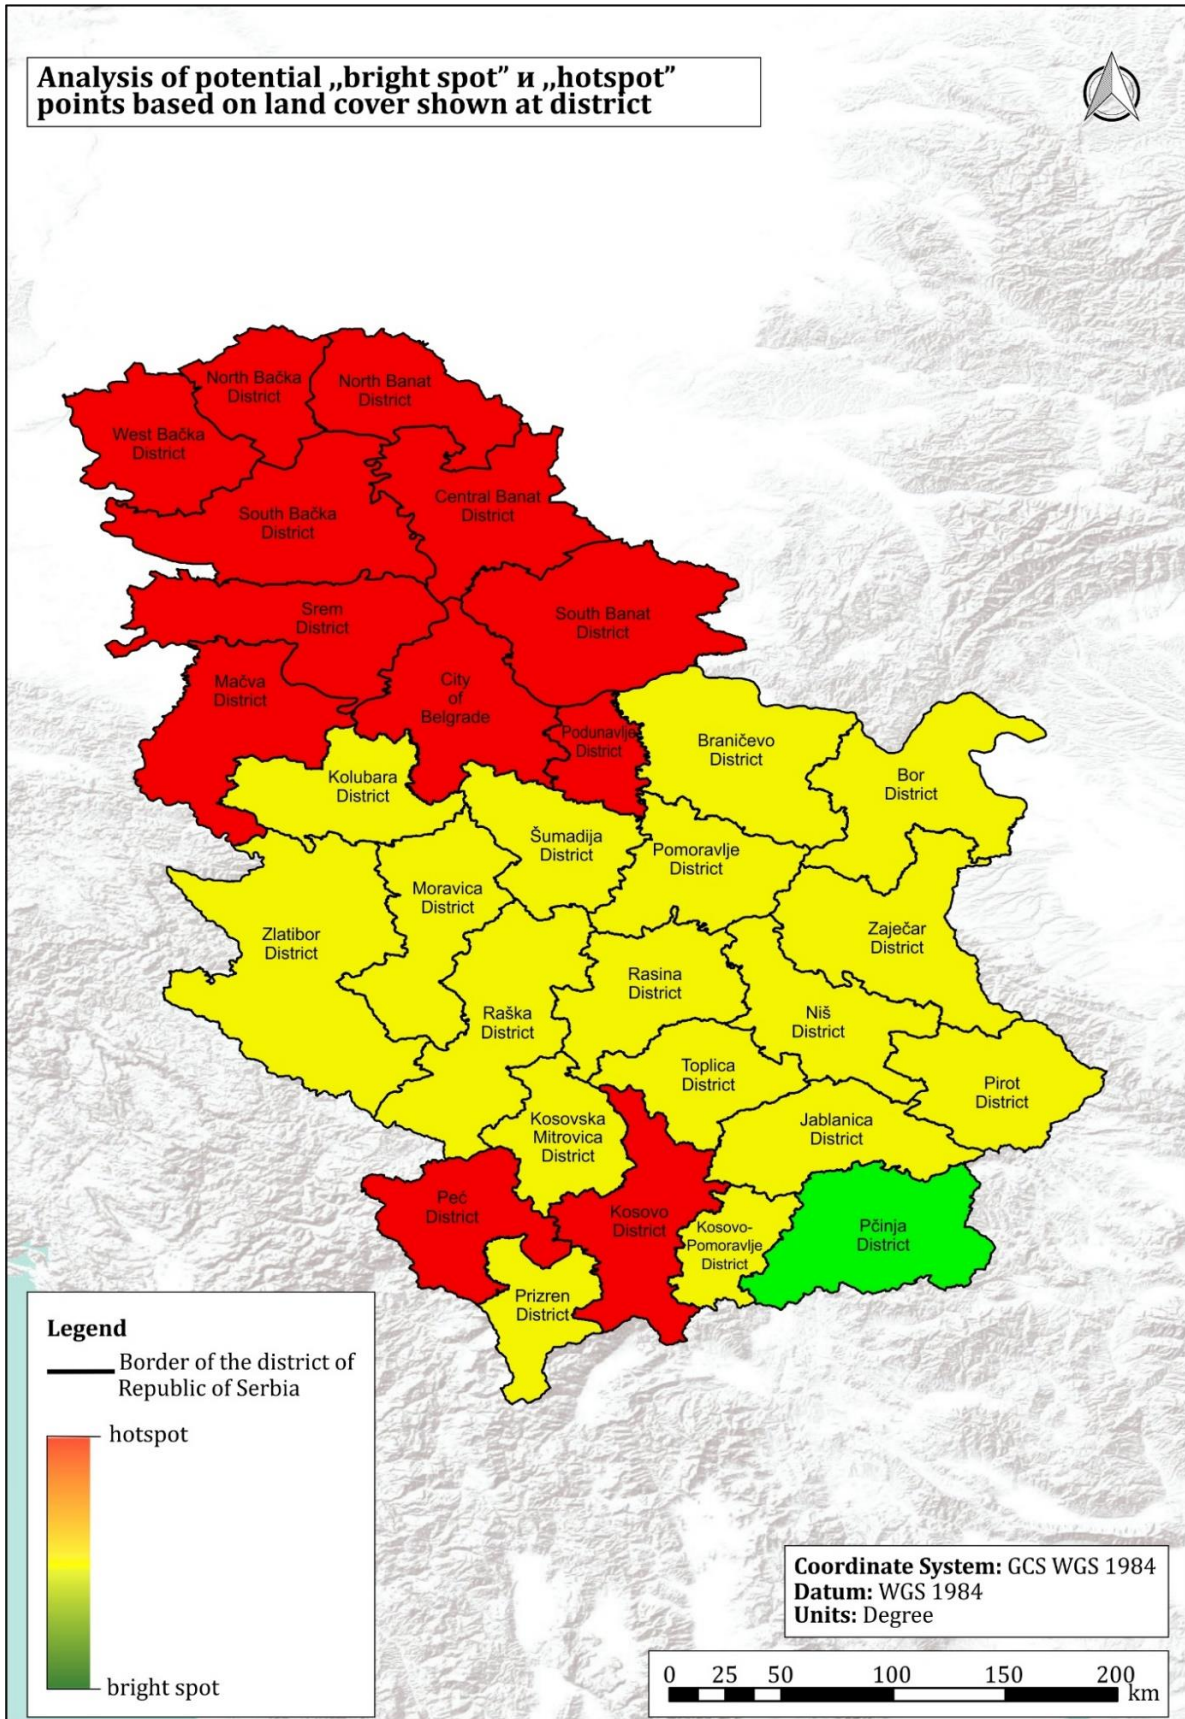 Analysis of potential „bright spot” и „hotspot”
points based on land cover shown at district
North Bačka
District
North Banat
District
West Bačka
District
South Bačka
District
Central Banat
District
Srem
District
South Banat
District
Mačva
District
City
of
Belgrade
Podunavlje
District
Braničevo
District
Kolubara
District
Bor
District
Šumadija
District
Pomoravlje
District
Moravica
District
Zlatibor
District
Zaječar
District
Rasina
District
Raška
District
Niš
District
Toplica
District
Pirot
District
Kosovska
Mitrovica
District
Jablanica
District
Peć
District
Kosovo
District
Kosovo-
Pomoravlje
District
Pčinja
District
Prizren
District
Legend
Border of the district of
Republic of Serbia
hotspot
bright spot
Coordinate System: GCS WGS 1984
Datum: WGS 1984
Units: Degree
0 25 50 100 150 200
km